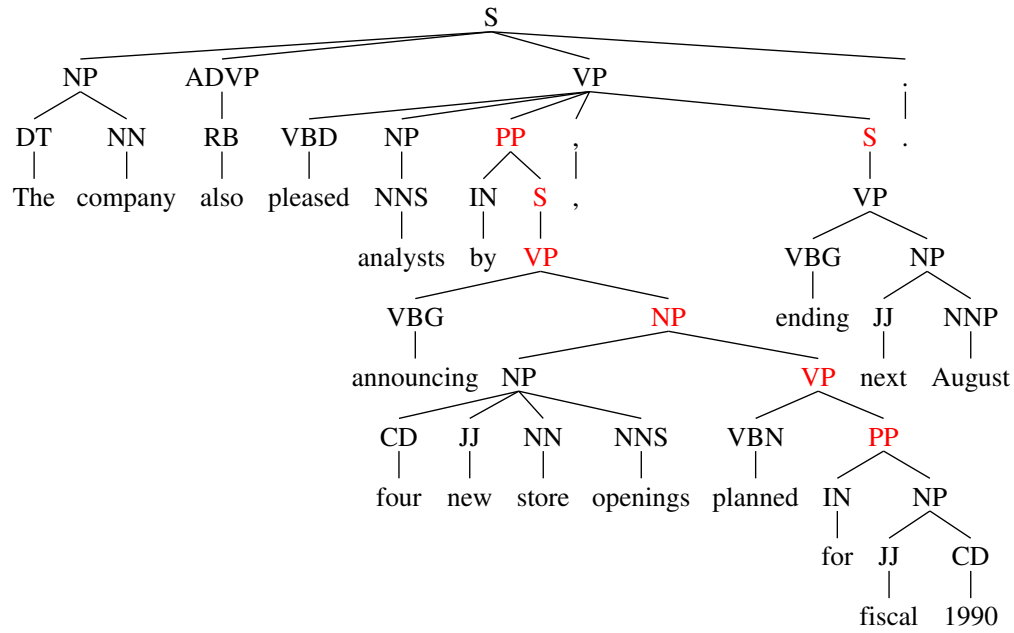 S
NP ADVP VP .
DT NN RB VBD NP PP , S .
The company also pleased NNS IN S , VP
analysts by VP VBG NP
VBG NP ending JJ NNP
announcing NP VP next August
CD JJ NN NNS VBN PP
four new store openings planned IN NP
for JJ CD
fiscal 1990